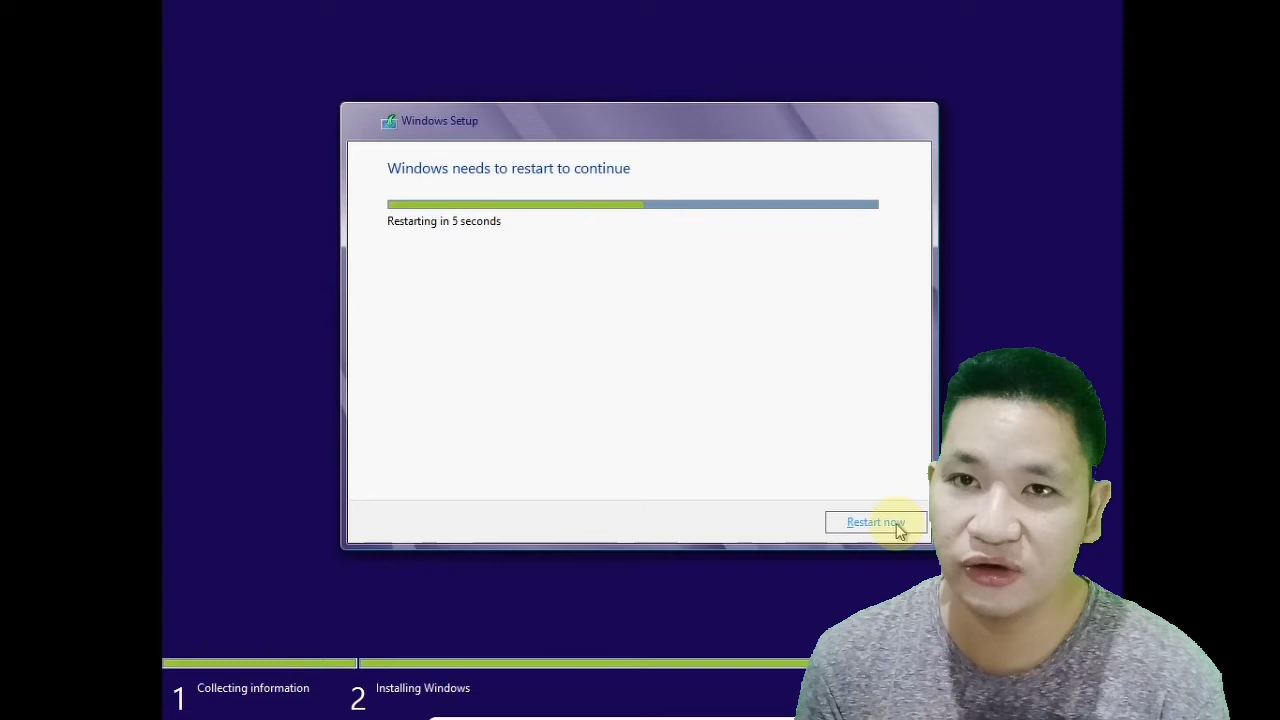 Windows Setup
Windows needs to restart to continue
Restarting in 5 seconds
Restart now
1 Collecting information
2 Installing Windows